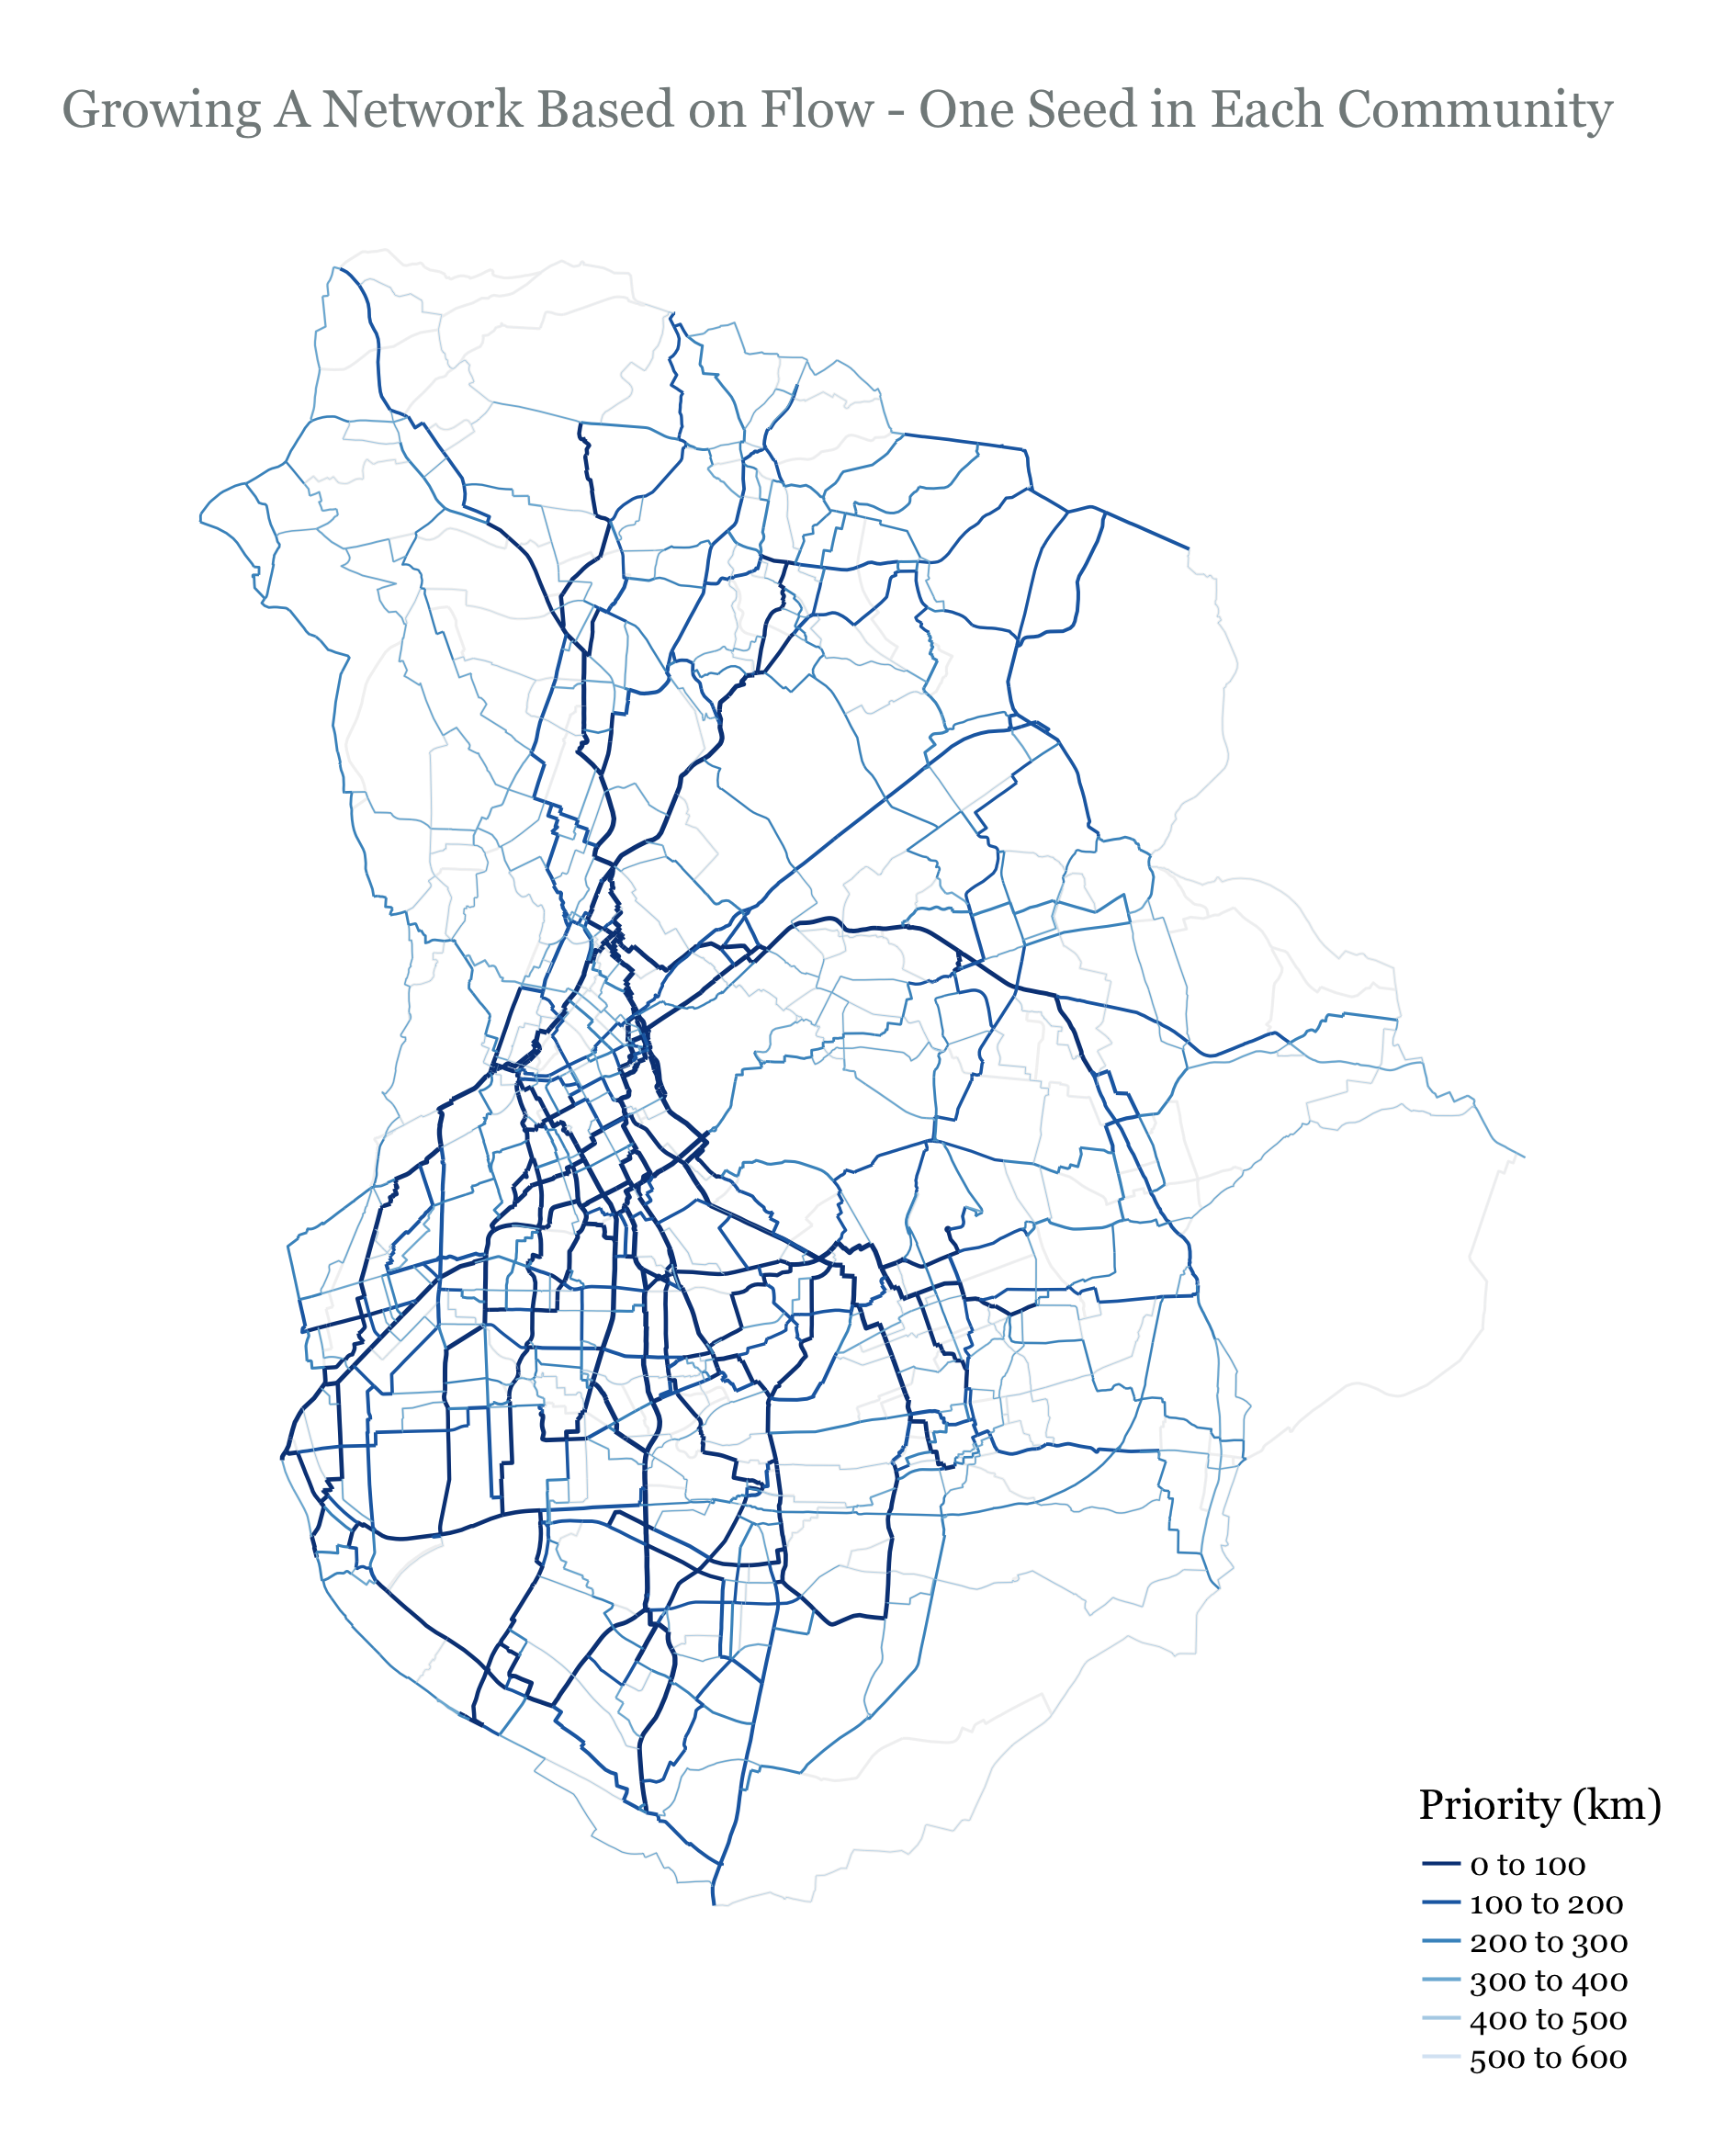 Growing A Network Based on Flow - One Seed in Each Community
Priority (km)
0 to 100
100 to 200
200 to 300
300 to 400
400 to 500
500 to 600